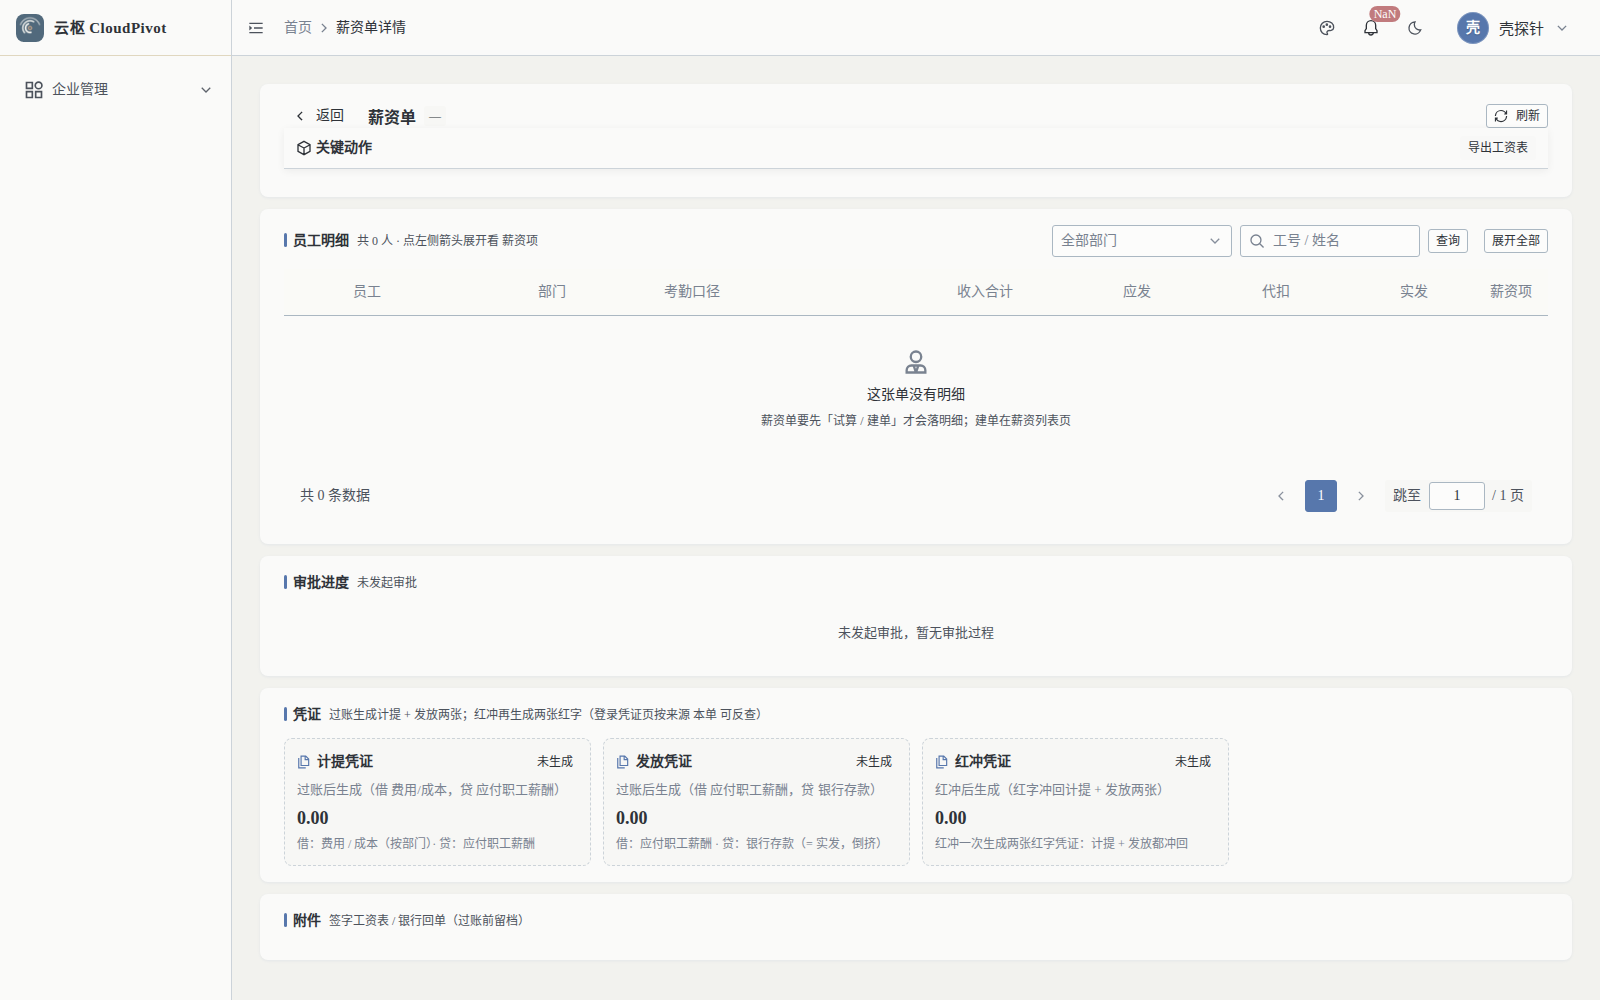 云枢 CloudPivot
首页 > 薪资单详情
NaN
壳 壳探针
企业管理
返回 薪资单 —
刷新
关键动作
导出工资表
员工明细 共 0 人 · 点左侧箭头展开看 薪资项
全部部门 工号 / 姓名 查询 展开全部
员工 部门 考勤口径 收入合计 应发 代扣 实发 薪资项
这张单没有明细
薪资单要先「试算 / 建单」才会落明细；建单在薪资列表页
共 0 条数据
1 跳至 1 / 1 页
审批进度 未发起审批
未发起审批，暂无审批过程
凭证 过账生成计提 + 发放两张；红冲再生成两张红字（登录凭证页按来源 本单 可反查）
计提凭证 未生成
过账后生成（借 费用/成本，贷 应付职工薪酬）
0.00
借：费用 / 成本（按部门）· 贷：应付职工薪酬
发放凭证 未生成
过账后生成（借 应付职工薪酬，贷 银行存款）
0.00
借：应付职工薪酬 · 贷：银行存款（= 实发，倒挤）
红冲凭证 未生成
红冲后生成（红字冲回计提 + 发放两张）
0.00
红冲一次生成两张红字凭证：计提 + 发放都冲回
附件 签字工资表 / 银行回单（过账前留档）